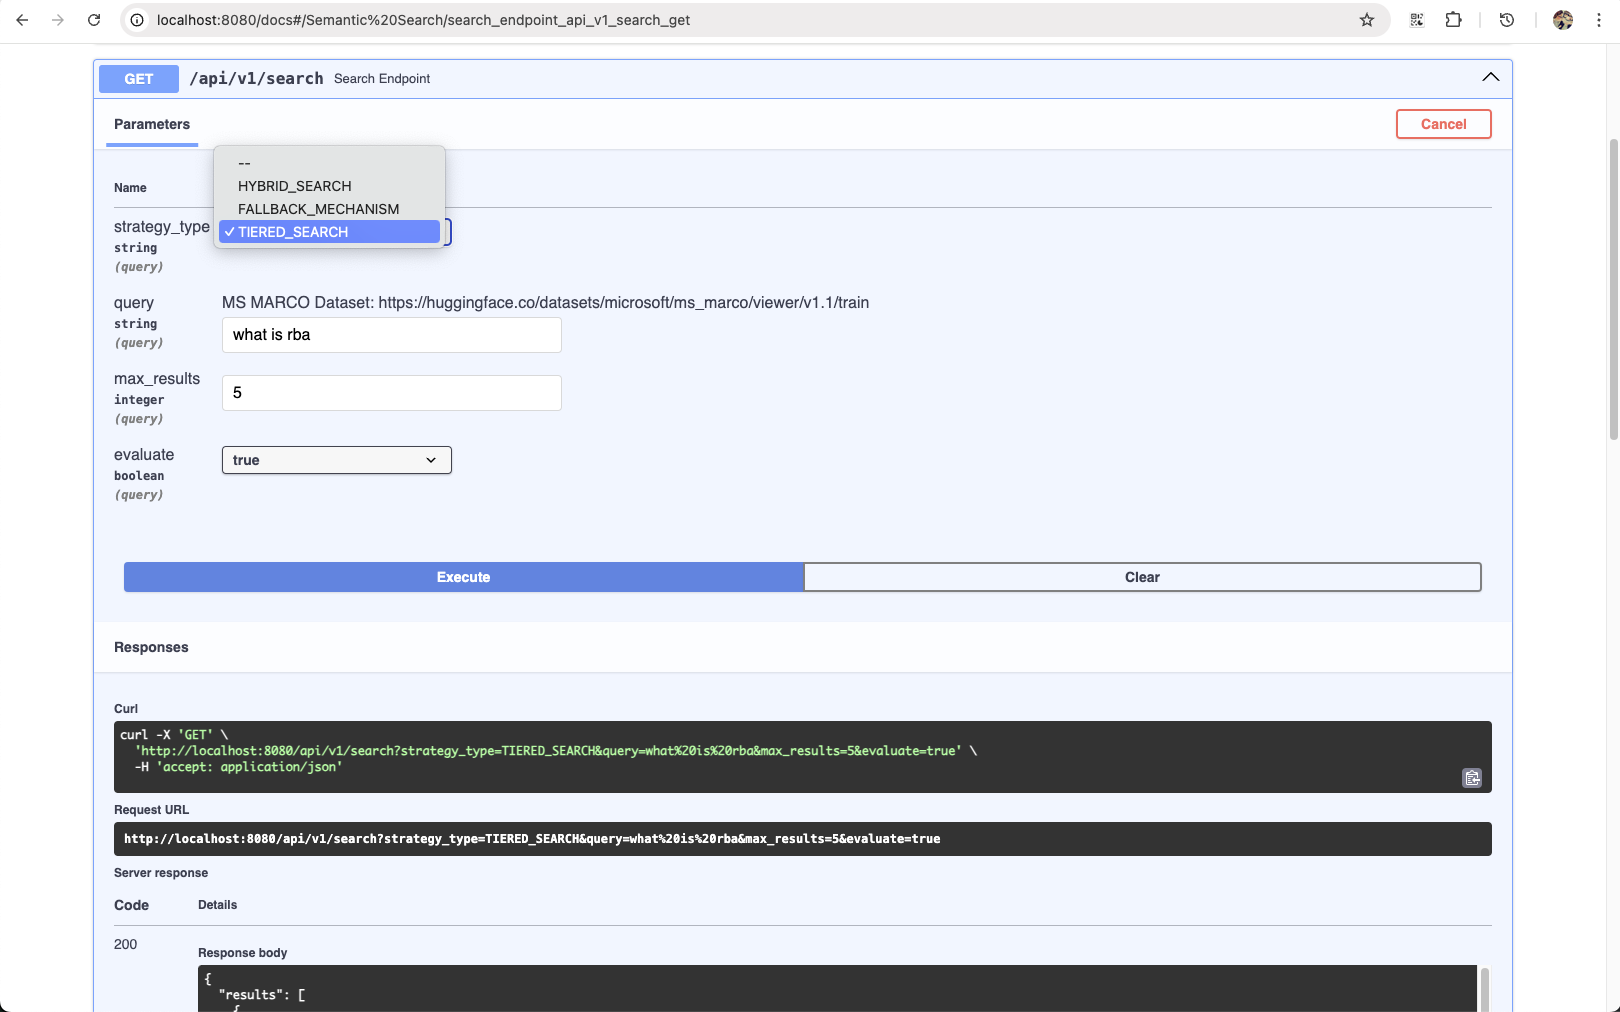 localhost:8080/docs#/Semantic%20Search/search_endpoint_api_v1_search_get
GET /api/v1/search Search Endpoint
Parameters
Cancel
--
HYBRID_SEARCH
FALLBACK_MECHANISM
✓ TIERED_SEARCH
Name
strategy_type
string
(query)
query
string
(query)
MS MARCO Dataset: https://huggingface.co/datasets/microsoft/ms_marco/viewer/v1.1/train
what is rba
max_results
integer
(query)
5
evaluate
boolean
(query)
true
Execute
Clear
Responses
Curl
curl -X 'GET' \
'http://localhost:8080/api/v1/search?strategy_type=TIERED_SEARCH&query=what%20is%20rba&max_results=5&evaluate=true' \
-H 'accept: application/json'
Request URL
http://localhost:8080/api/v1/search?strategy_type=TIERED_SEARCH&query=what%20is%20rba&max_results=5&evaluate=true
Server response
Code Details
200
Response body
{
"results": [
{